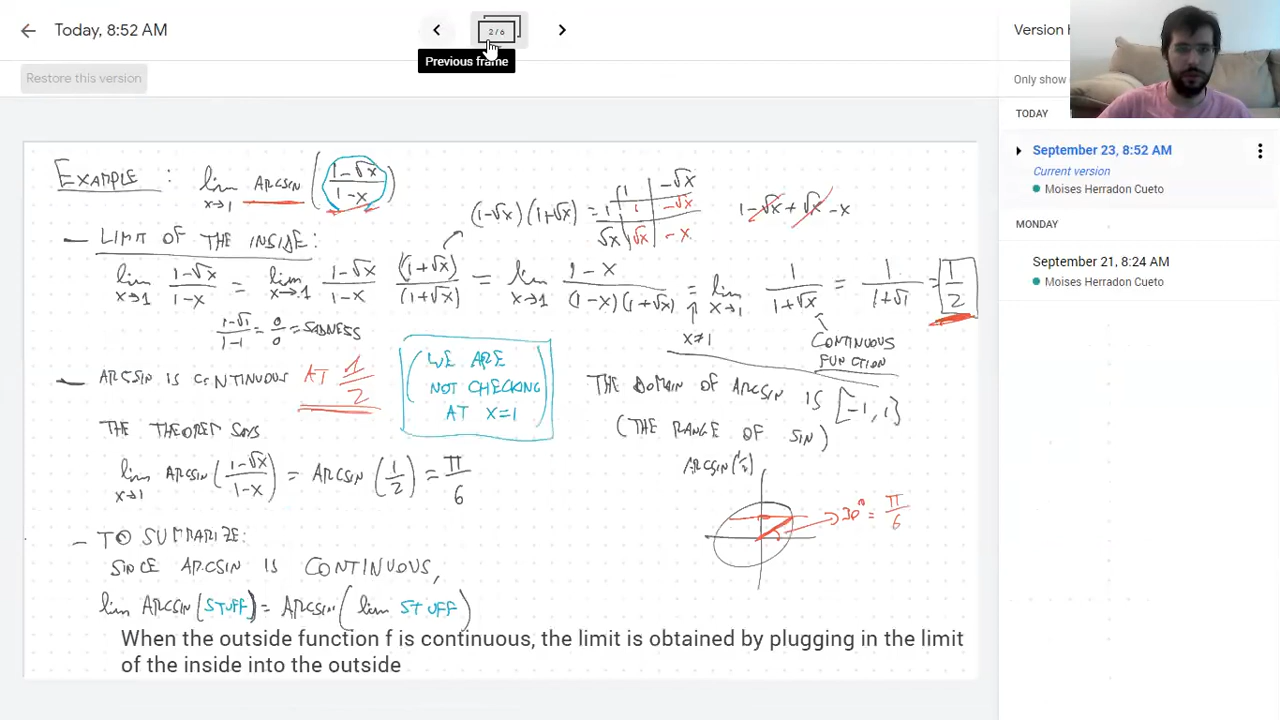 Today, 8:52 AM
2/6
Previous frame
Restore this version
Version h
Only show
TODAY
September 23, 8:52 AM
Current version
Moises Herradon Cueto
MONDAY
September 21, 8:24 AM
Moises Herradon Cueto
EXAMPLE : lim x→1 ARCSIN ( 1-√x / 1-x )
(1-√x)(1+√x) =
1 -√x
1 1 -√x
√x √x -x
1-√x+√x-x
— LIMIT OF THE INSIDE:
lim x→1 1-√x / 1-x = lim x→1 1-√x / 1-x (1+√x) / (1+√x) = lim x→1 1-x / (1-x)(1+√x) = lim x→1 1 / 1+√x = 1 / 1+√1 = 1/2
1-√1 / 1-1 = 0/0 = SADNESS
x≠1
CONTINUOUS
FUNCTION
— ARCSIN IS CONTINUOUS AT 1/2
(WE ARE
NOT CHECKING
AT X=1)
THE DOMAIN OF ARCSIN IS [-1,1]
(THE RANGE OF SIN)
THE THEOREM SAYS
lim x→1 ARCSIN ( 1-√x / 1-x ) = ARCSIN ( 1/2 ) = π/6
ARCSIN(1/2)
30° = π/6
— TO SUMMARIZE:
SINCE ARCSIN IS CONTINUOUS,
lim ARCSIN(STUFF) = ARCSIN(lim STUFF)
When the outside function f is continuous, the limit is obtained by plugging in the limit
of the inside into the outside